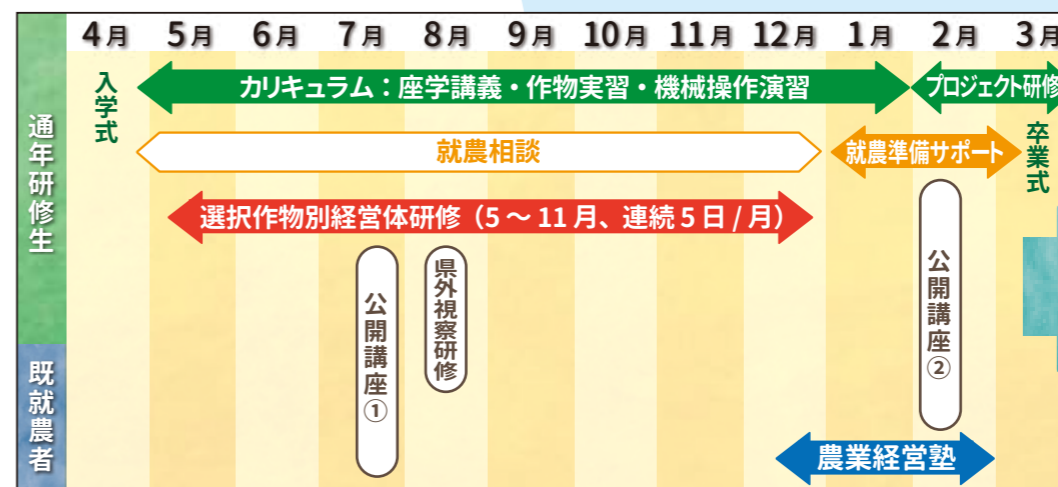 4月 5月 6月 7月 8月 9月 10月 11月 12月 1月 2月 3月
通年研修生
入学式
カリキュラム：座学講義・作物実習・機械操作演習
プロジェクト研修
就農相談
就農準備サポート
卒業式
選択作物別経営体研修（5～11月、連続5日/月）
公開講座①
県外視察研修
公開講座②
既就農者
農業経営塾